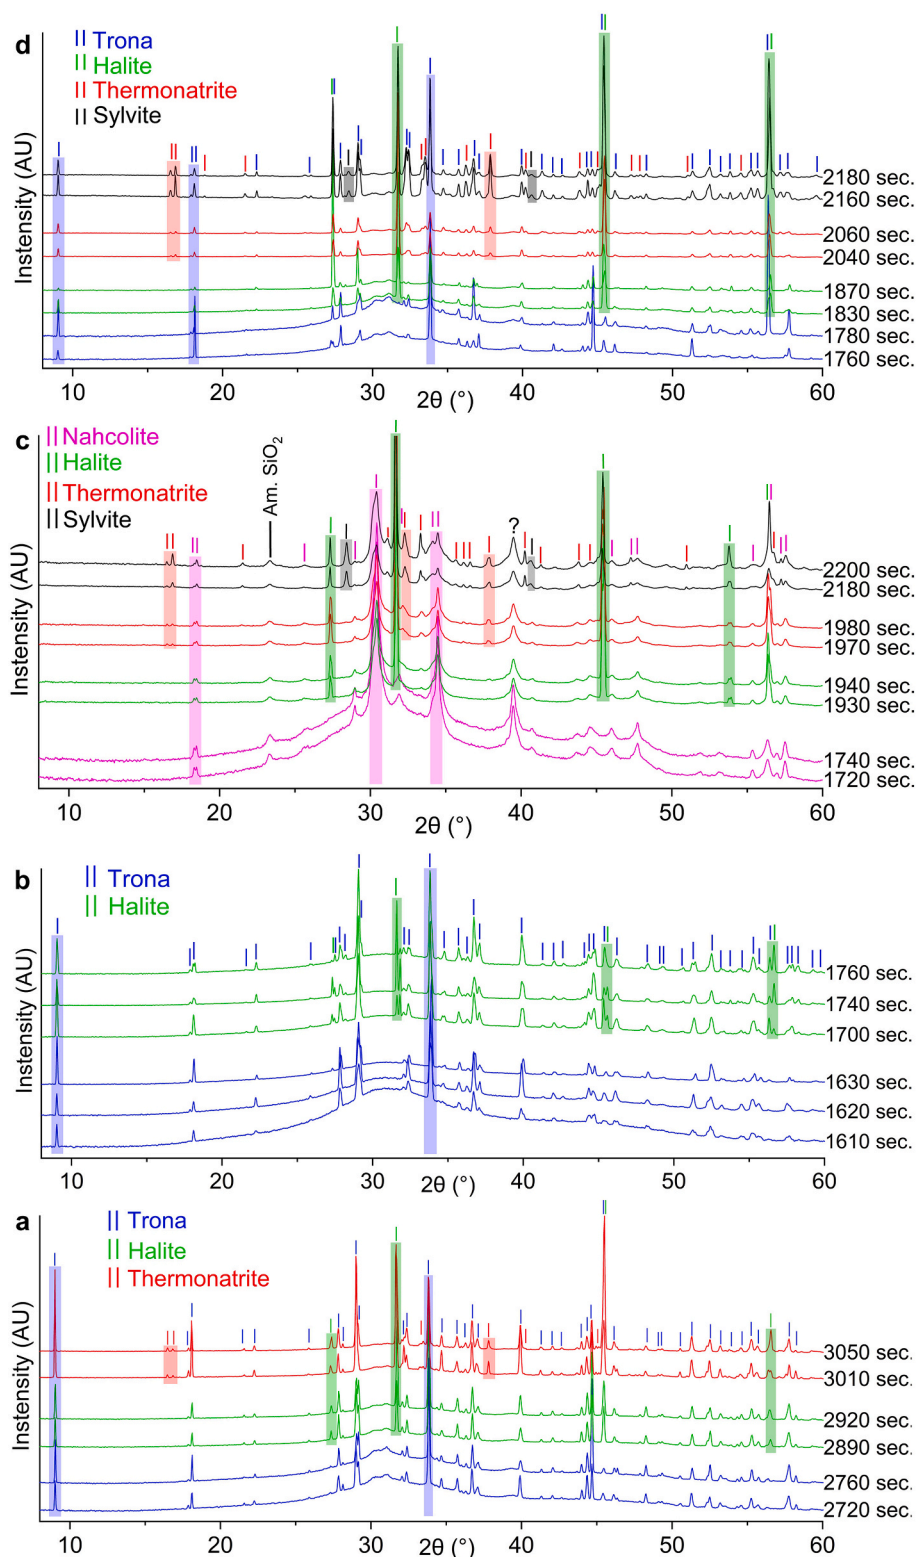 d
Trona
Halite
Thermonatrite
Sylvite
Instensity (AU)
2180 sec.
2160 sec.
2060 sec.
2040 sec.
1870 sec.
1830 sec.
1780 sec.
1760 sec.
10 20 30 40 50 60
2θ (°)
c
Nahcolite
Halite
Thermonatrite
Sylvite
Am. SiO2
?
Instensity (AU)
2200 sec.
2180 sec.
1980 sec.
1970 sec.
1940 sec.
1930 sec.
1740 sec.
1720 sec.
10 20 30 40 50 60
2θ (°)
b
Trona
Halite
Instensity (AU)
1760 sec.
1740 sec.
1700 sec.
1630 sec.
1620 sec.
1610 sec.
10 20 30 40 50 60
2θ (°)
a
Trona
Halite
Thermonatrite
Instensity (AU)
3050 sec.
3010 sec.
2920 sec.
2890 sec.
2760 sec.
2720 sec.
10 20 30 40 50 60
2θ (°)